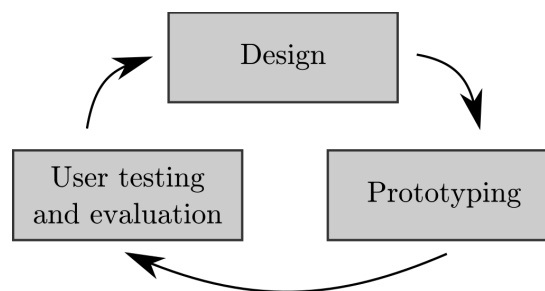 Design
User testing
and evaluation
Prototyping